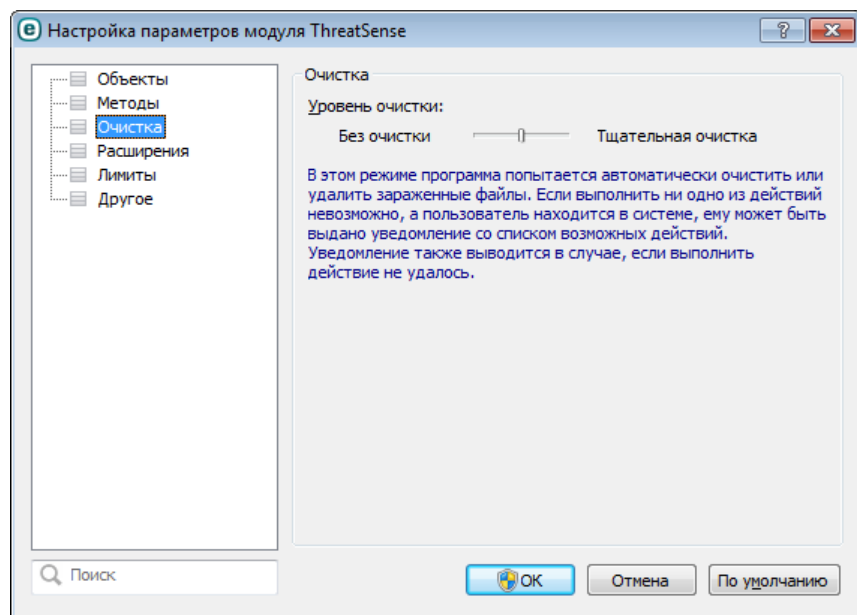 Настройка параметров модуля ThreatSense
Объекты
Методы
Очистка
Расширения
Лимиты
Другое
Очистка
Уровень очистки:
Без очистки
Тщательная очистка
В этом режиме программа попытается автоматически очистить или
удалить зараженные файлы. Если выполнить ни одно из действий
невозможно, а пользователь находится в системе, ему может быть
выдано уведомление со списком возможных действий.
Уведомление также выводится в случае, если выполнить
действие не удалось.
Поиск
ОК
Отмена
По умолчанию